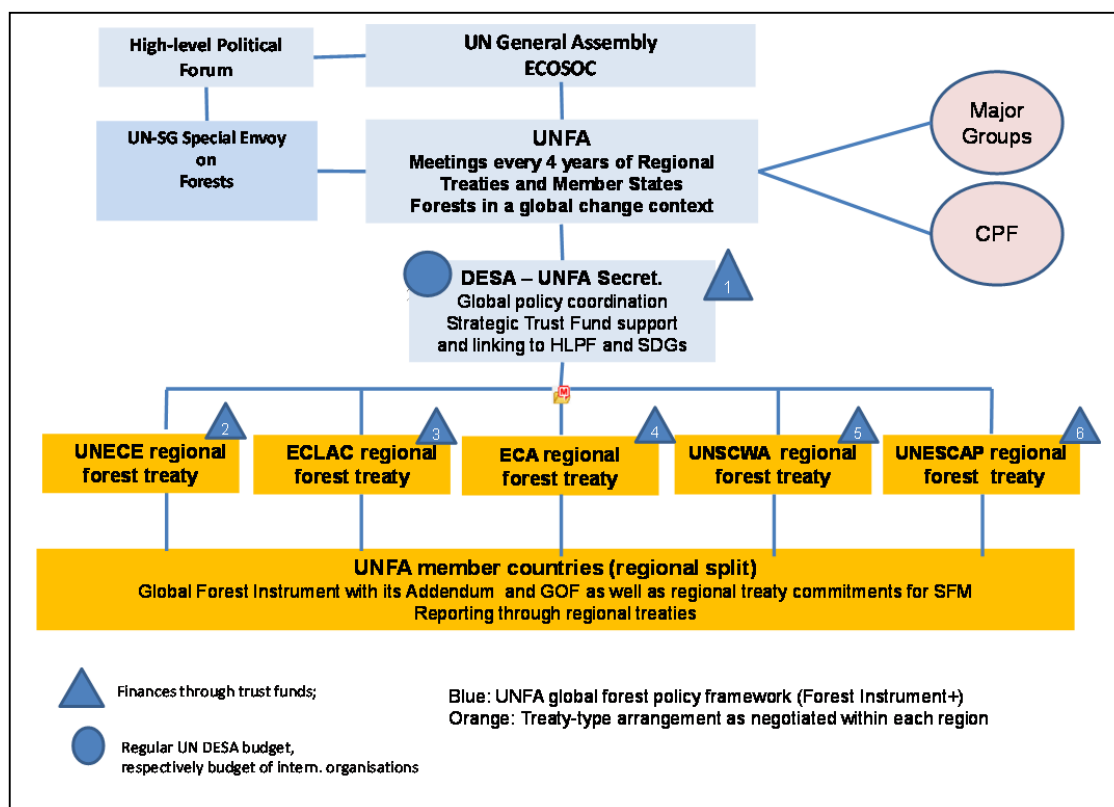 High-level Political
Forum
UN General Assembly
ECOSOC
UN-SG Special Envoy
on
Forests
UNFA
Meetings every 4 years of Regional
Treaties and Member States
Forests in a global change context
Major
Groups
CPF
DESA – UNFA Secret.
Global policy coordination
Strategic Trust Fund support
and linking to HLPF and SDGs
1
M
2
UNECE regional
forest treaty
3
ECLAC regional
forest treaty
4
ECA regional
forest treaty
5
UNSCWA regional
forest treaty
6
UNESCAP regional
forest treaty
UNFA member countries (regional split)
Global Forest Instrument with its Addendum and GOF as well as regional treaty commitments for SFM
Reporting through regional treaties
Finances through trust funds;
Regular UN DESA budget,
respectively budget of intern. organisations
Blue: UNFA global forest policy framework (Forest Instrument+)
Orange: Treaty-type arrangement as negotiated within each region